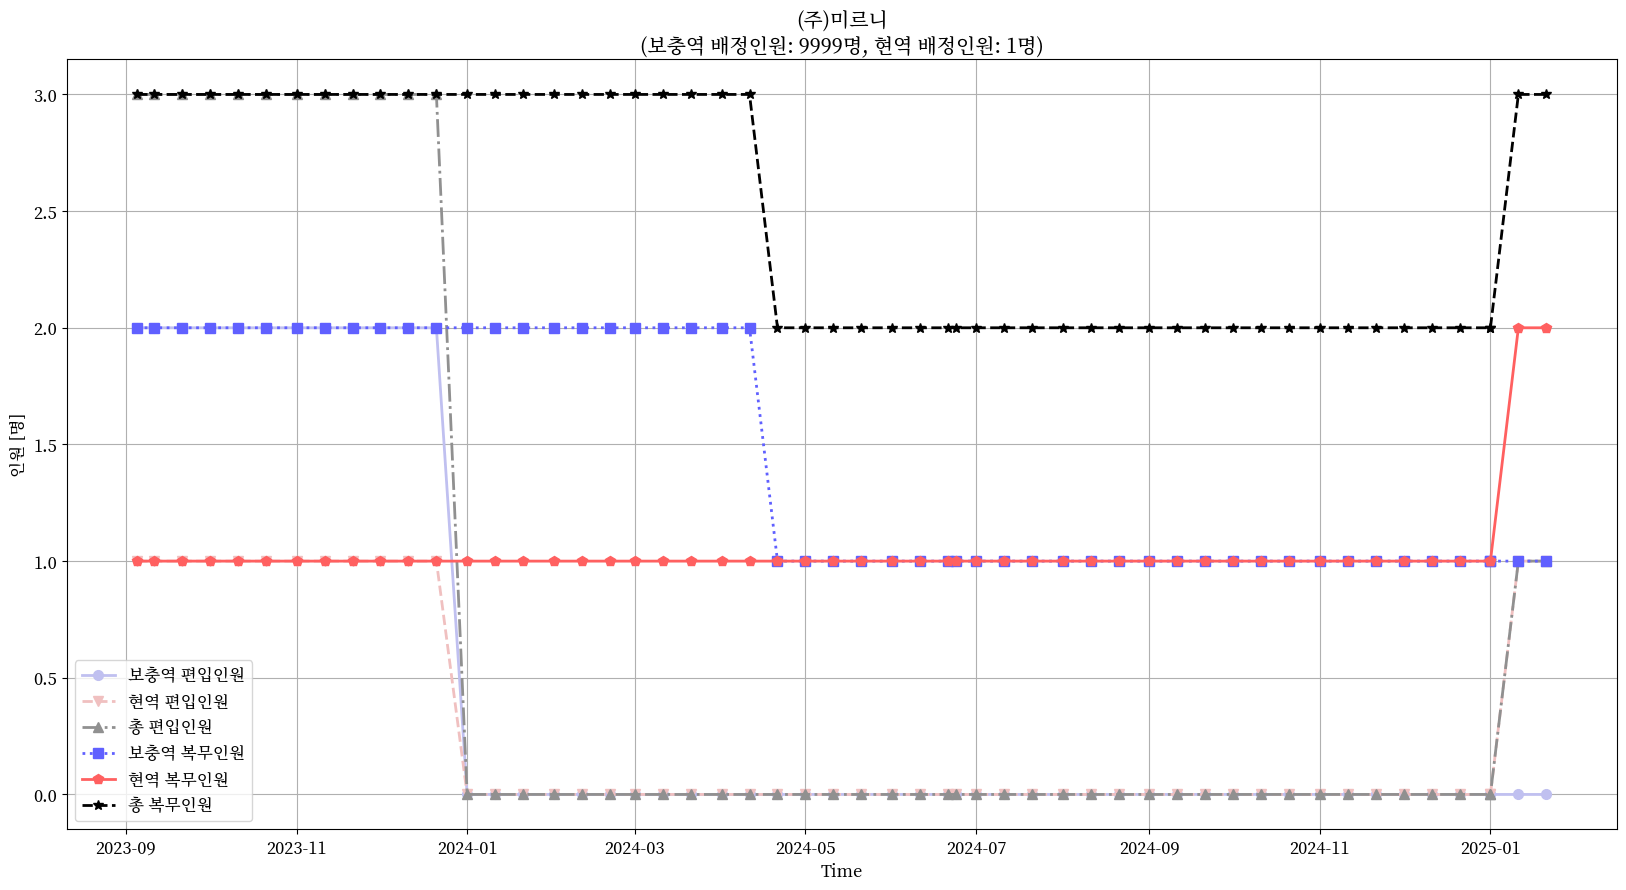 (주)미르니
(보충역 배정인원: 9999명, 현역 배정인원: 1명)
인원 [명]
3.0
2.5
2.0
1.5
1.0
0.5
0.0
보충역 편입인원
현역 편입인원
총 편입인원
보충역 복무인원
현역 복무인원
총 복무인원
2023-09 2023-11 2024-01 2024-03 2024-05 2024-07 2024-09 2024-11 2025-01
Time